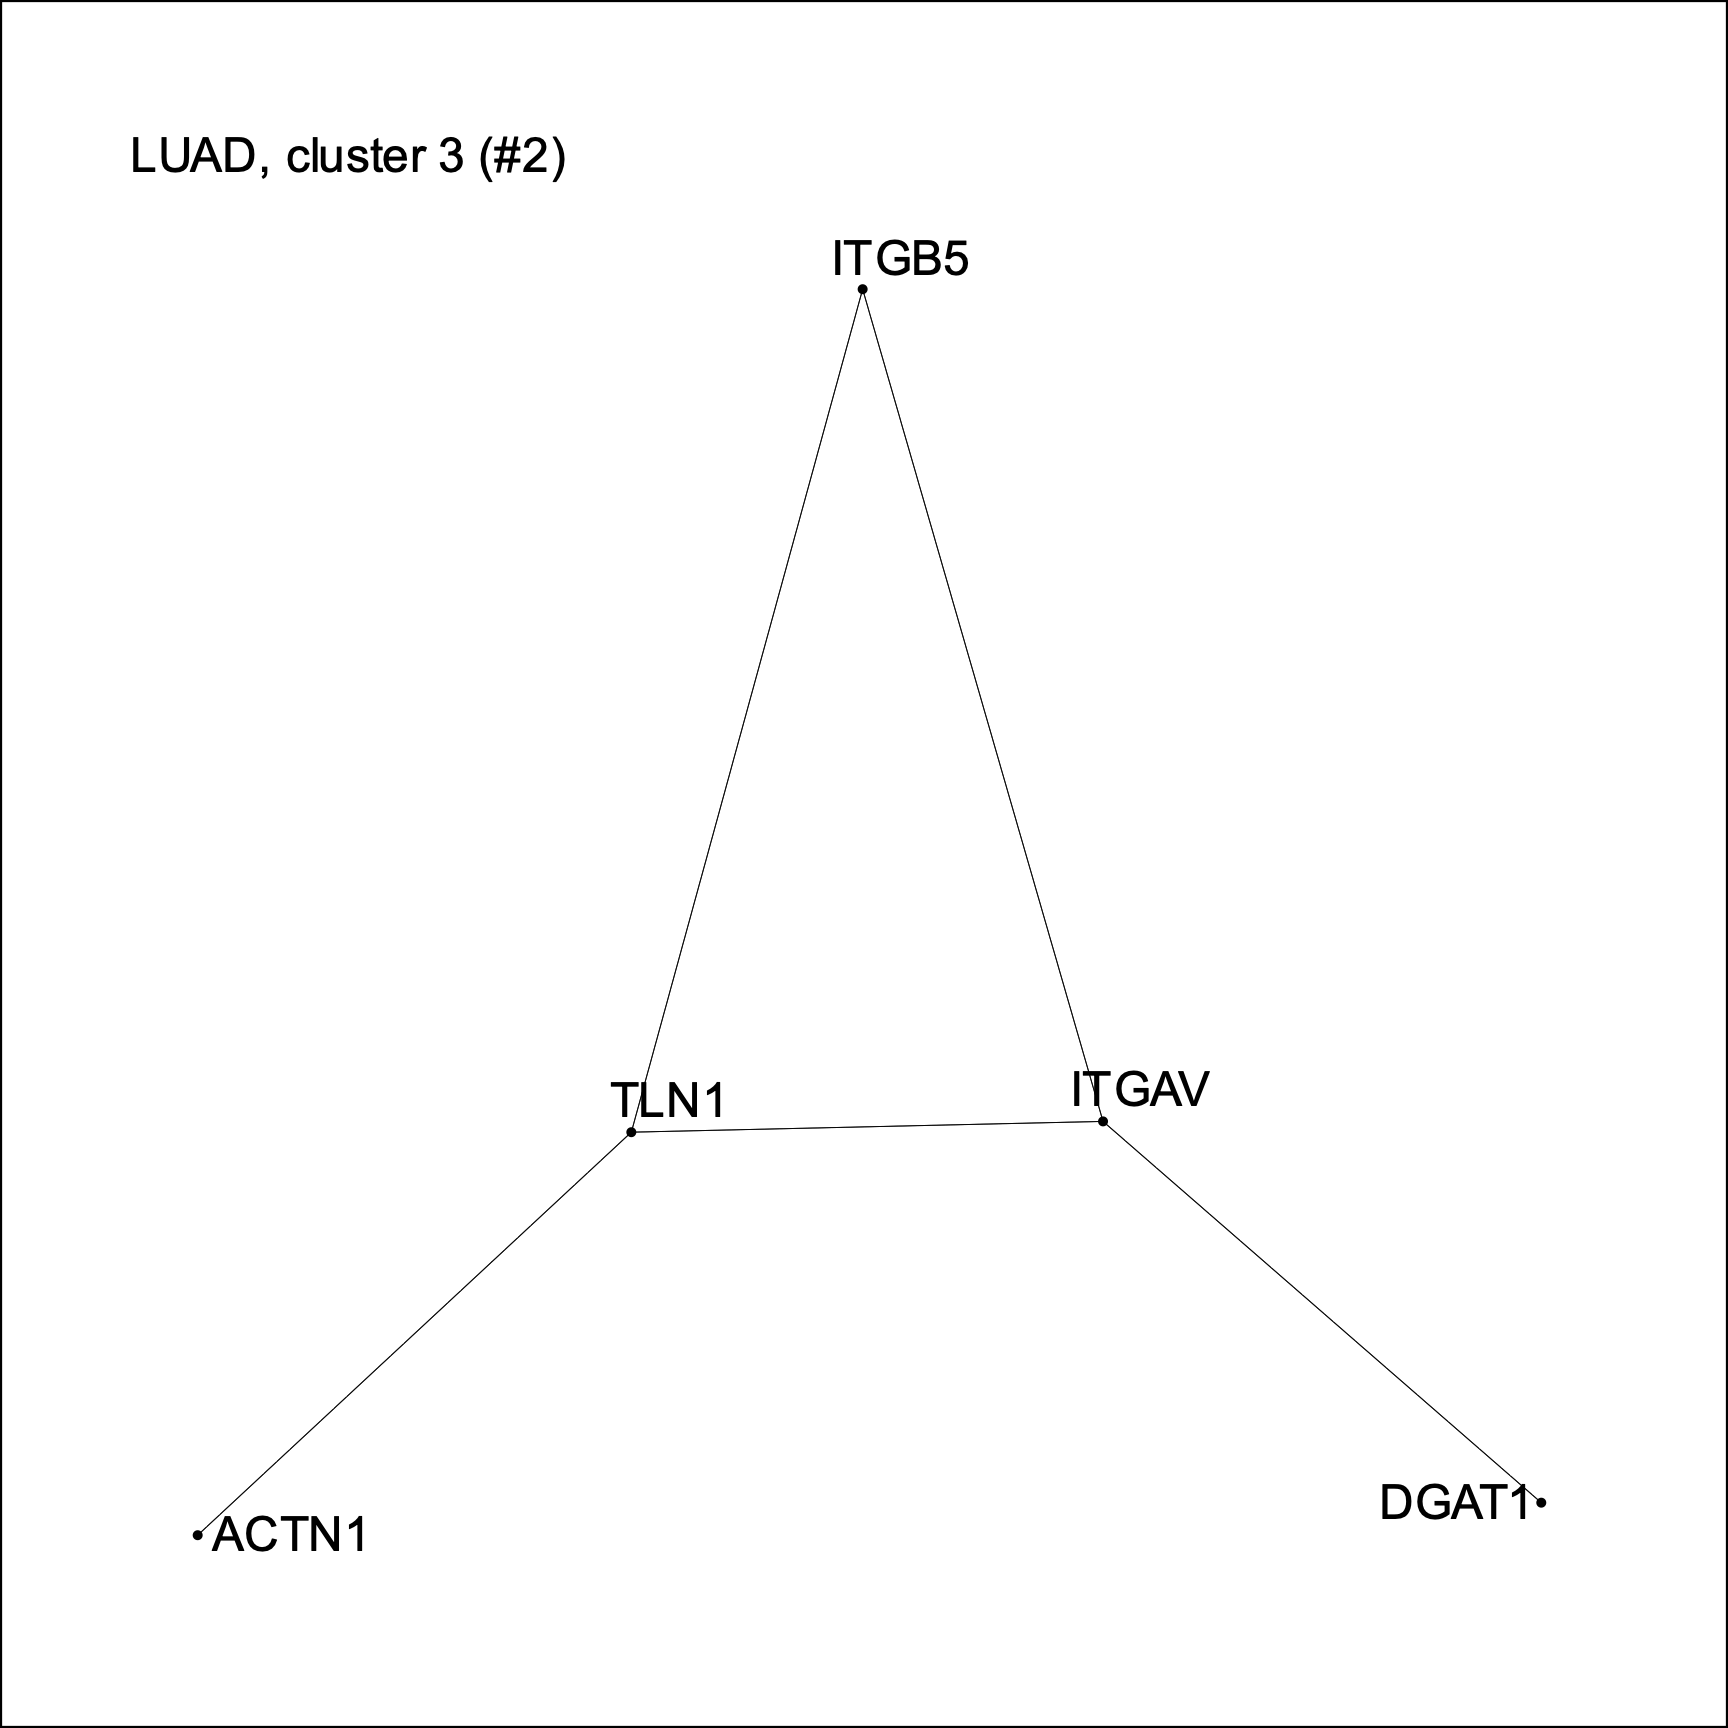 LUAD, cluster 3 (#2)
ITGB5
TLN1
ITGAV
ACTN1
DGAT1